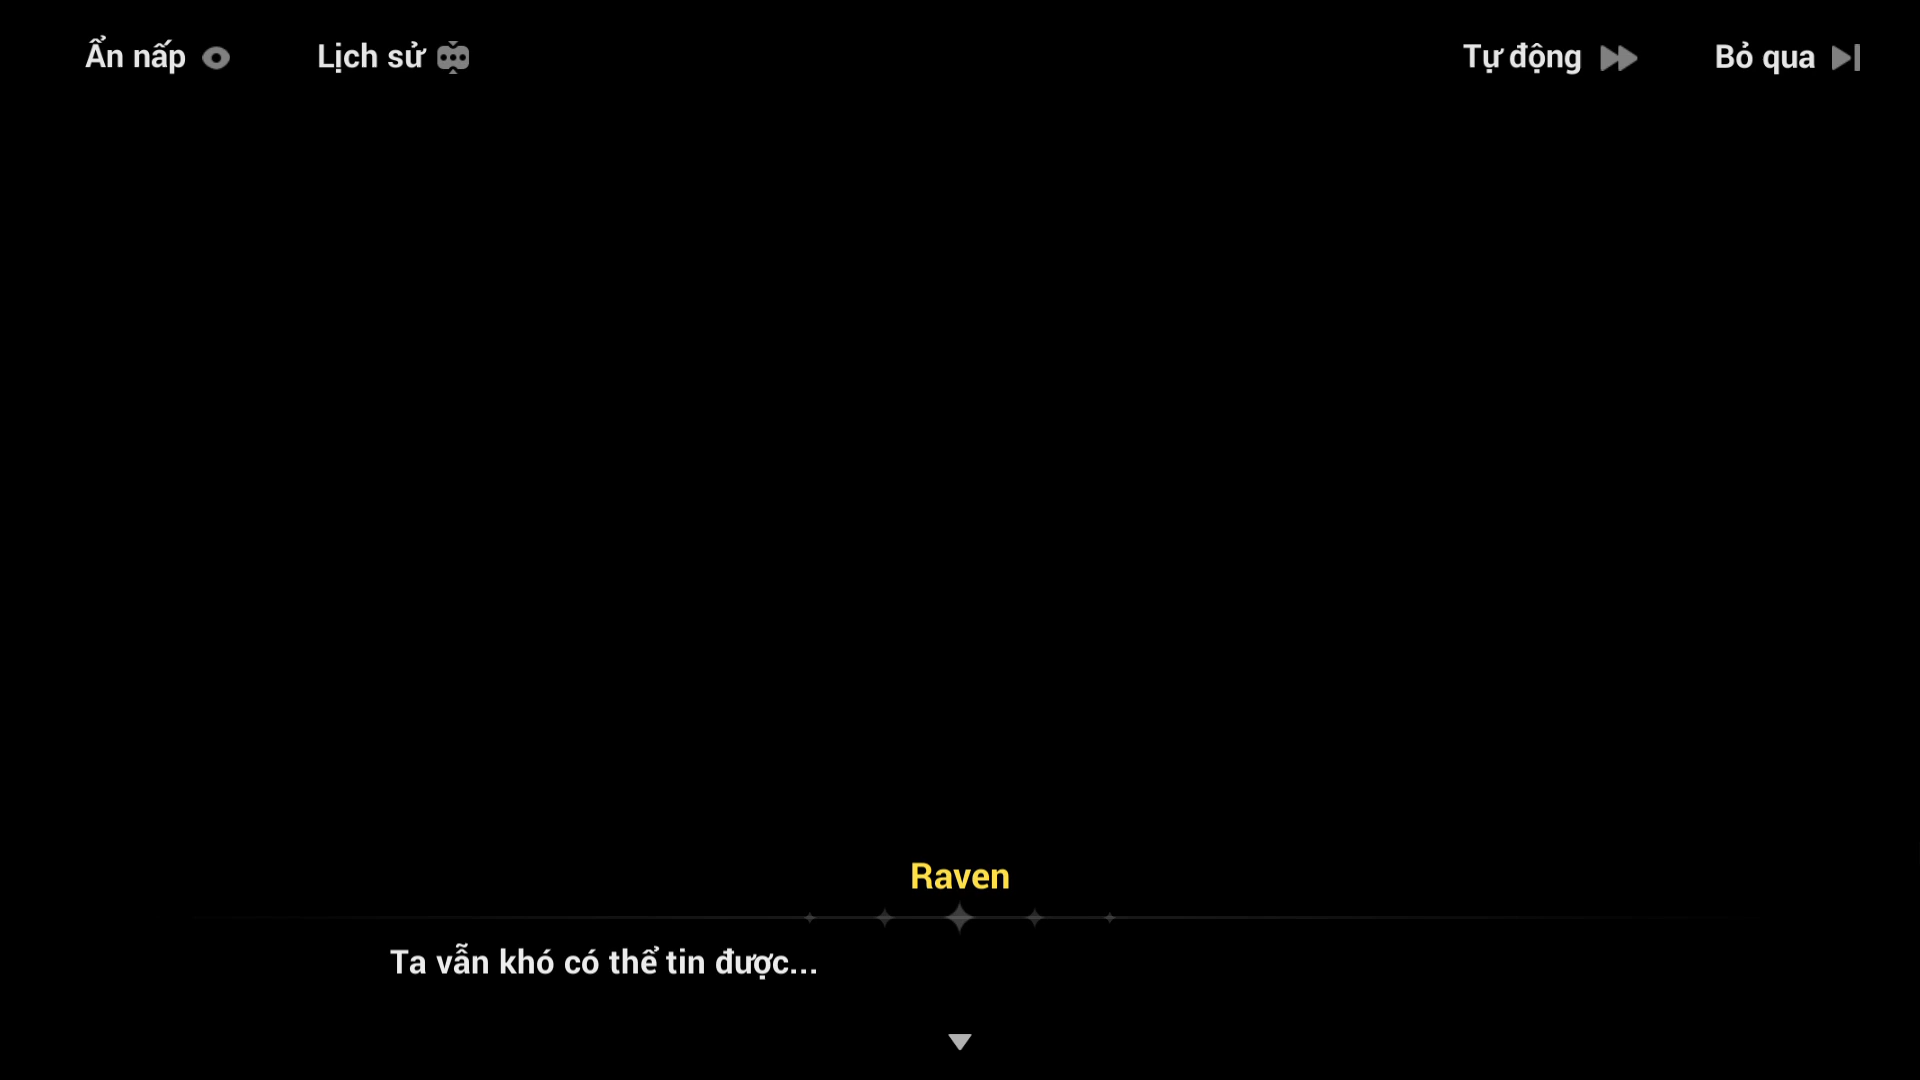 Ẩn nấp
Lịch sử
Tự động
Bỏ qua
Raven
Ta vẫn khó có thể tin được...